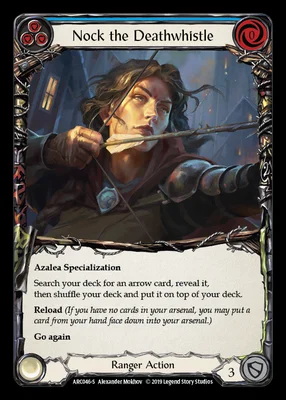 Nock the Deathwhistle
Azalea Specialization
Search your deck for an arrow card, reveal it,
then shuffle your deck and put it on top of your deck.
Reload (If you have no cards in your arsenal, you may put a
card from your hand face down into your arsenal.)
Go again
Ranger Action
3
ARC046-S Alexander Mokhov © 2019 Legend Story Studios